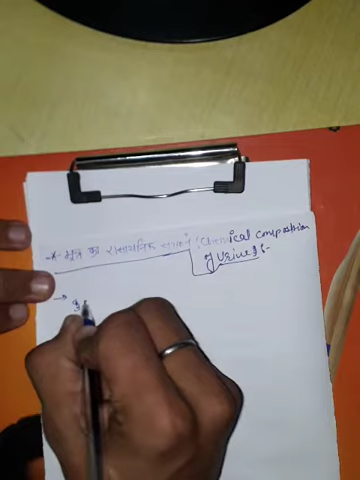 मूत्र का रासायनिक Chemical composition
of Urine :-